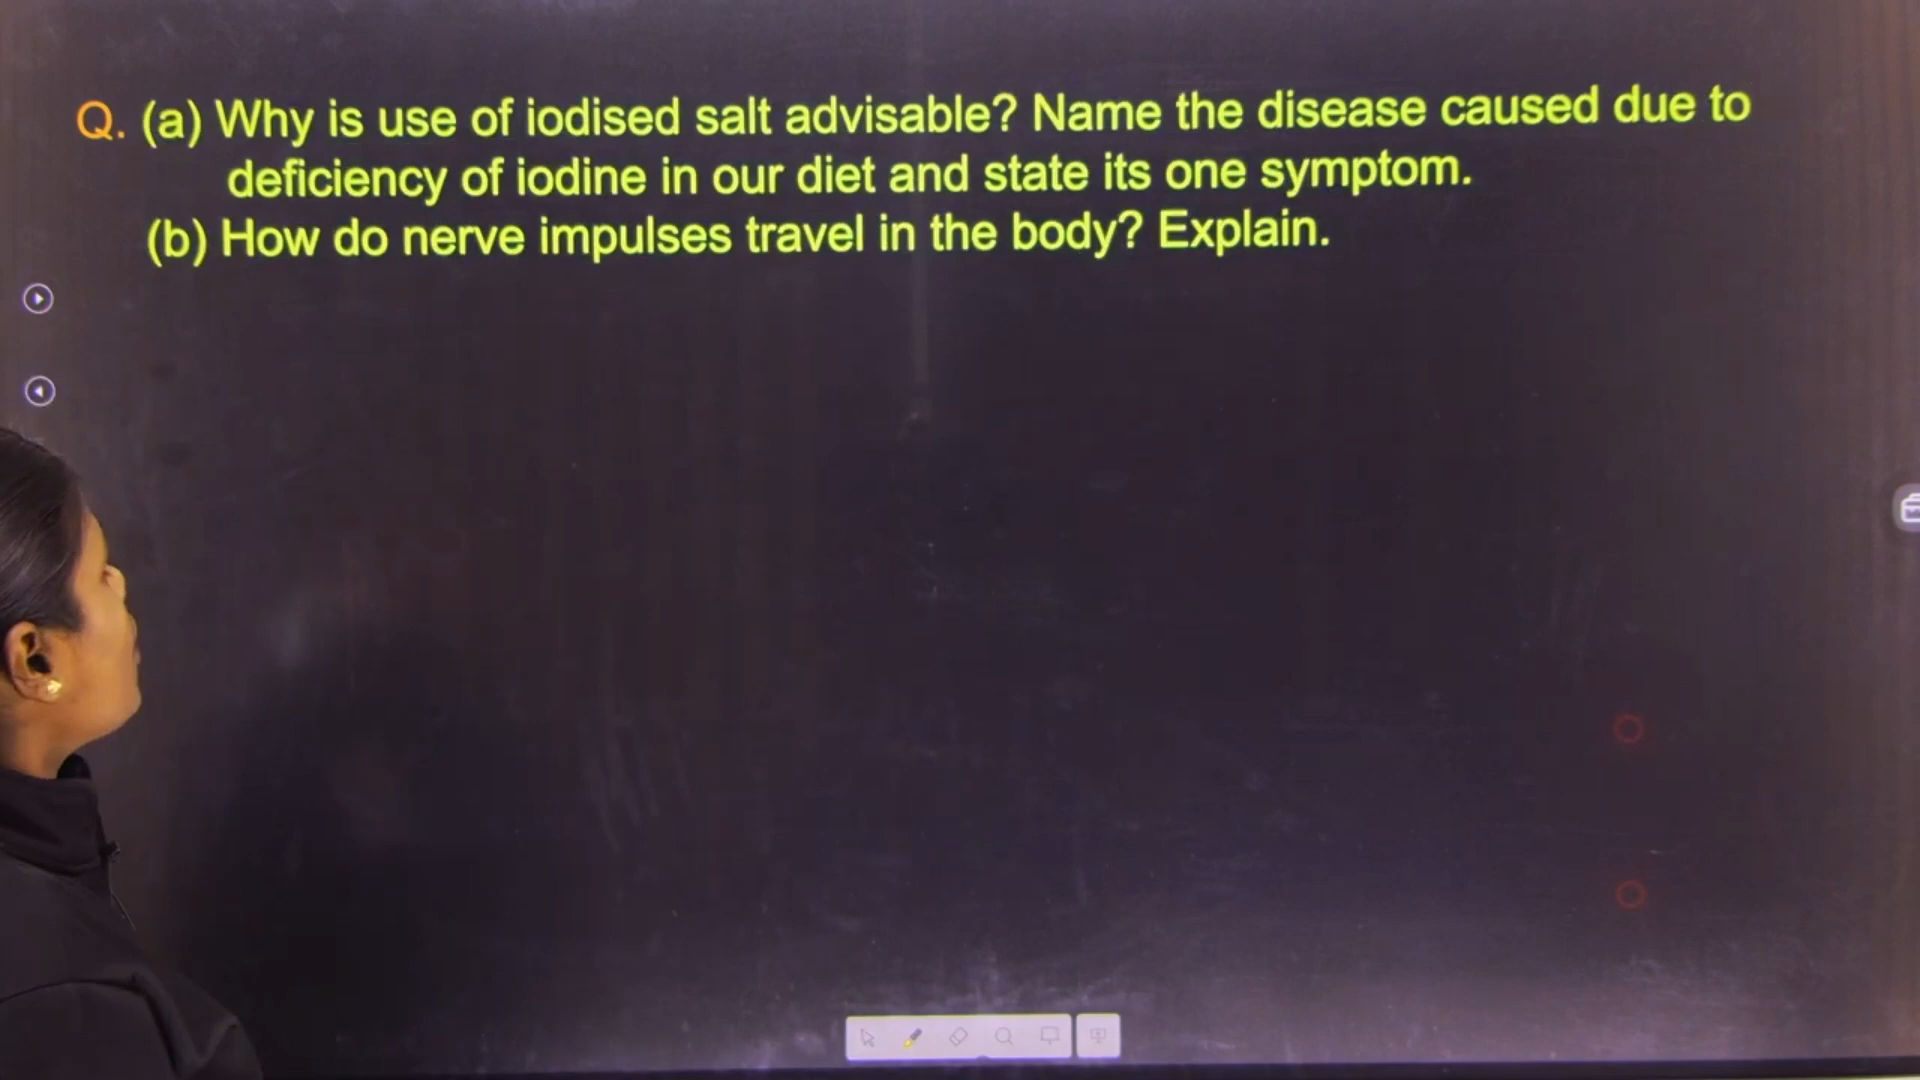 Q. (a) Why is use of iodised salt advisable? Name the disease caused due to
deficiency of iodine in our diet and state its one symptom.
(b) How do nerve impulses travel in the body? Explain.